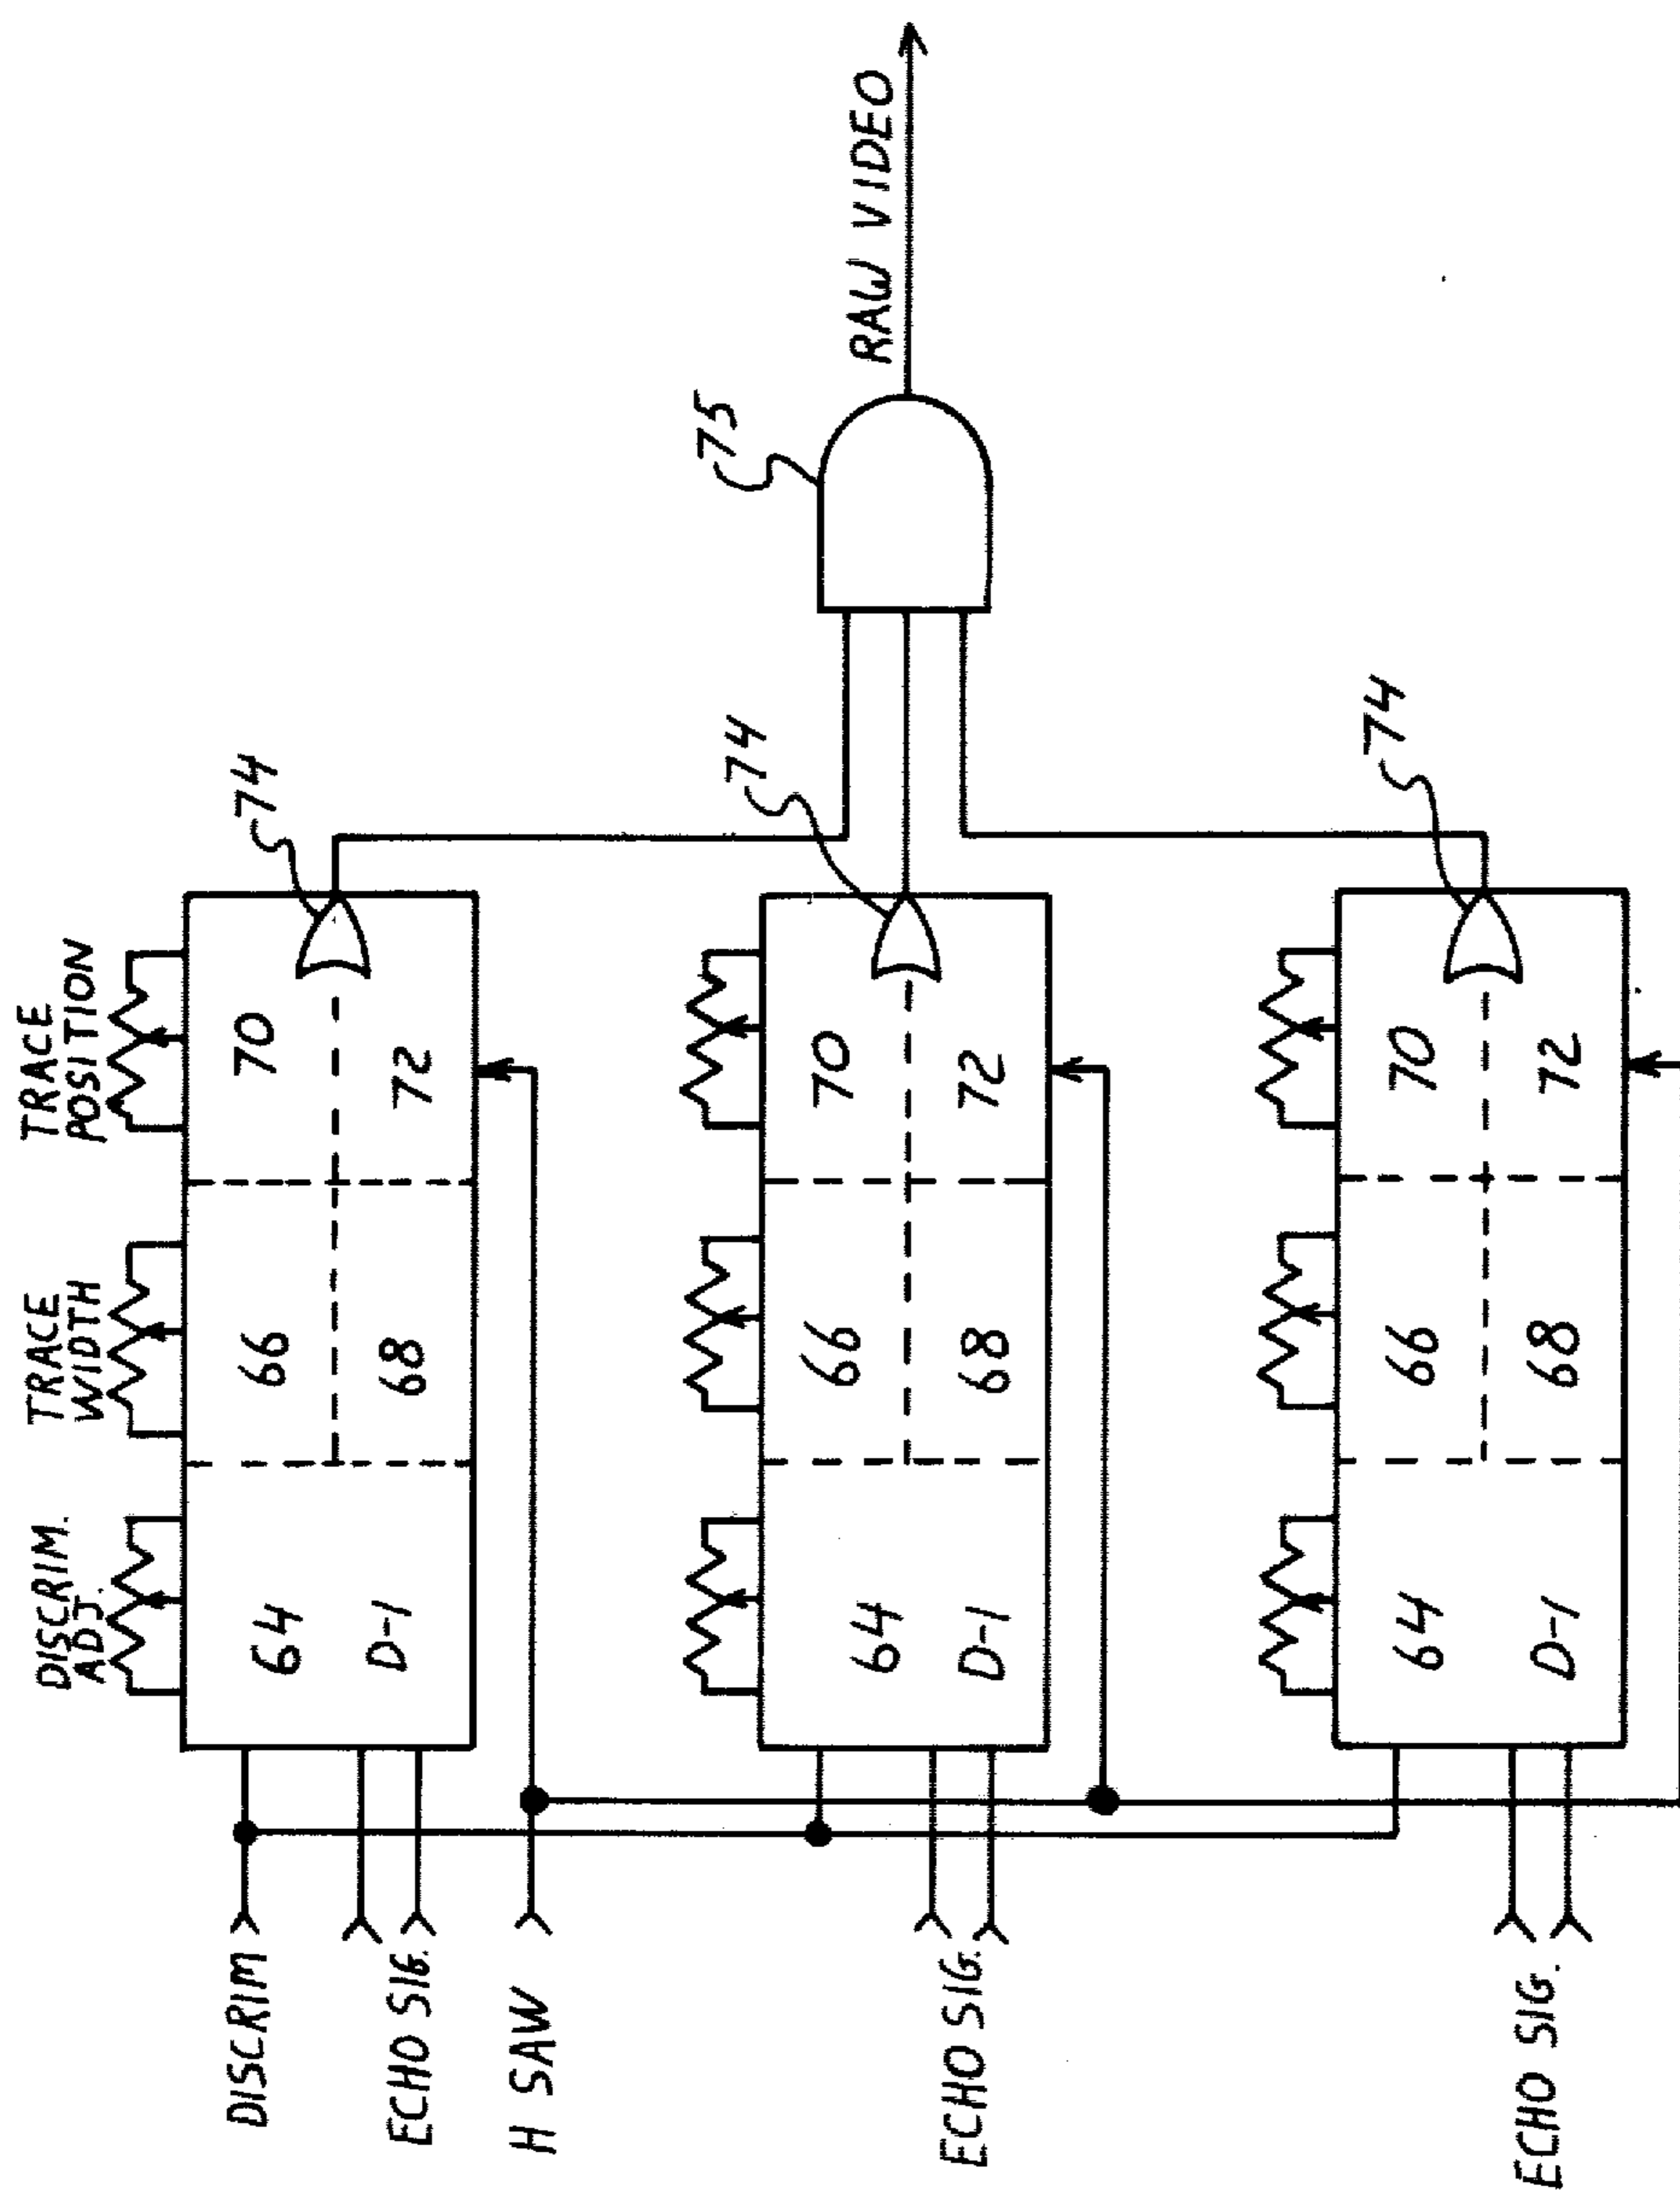 TRACE
POSITION
TRACE
WIDTH
DISCRIM.
ADJ.
70
72
66
68
64
D-1
74
DISCRIM
ECHO SIG.
H SAW
70
72
66
68
64
D-1
74
ECHO SIG.
70
72
66
68
64
D-1
74
ECHO SIG.
75
RAW VIDEO